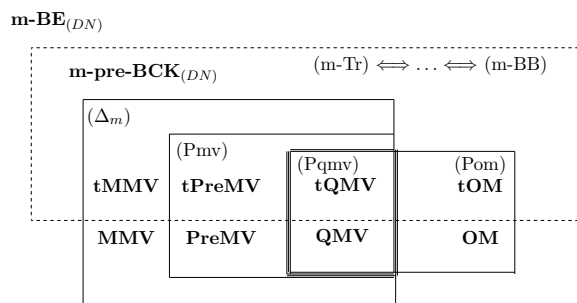 m-BE(DN)
m-pre-BCK(DN) (m-Tr) ⟺ … ⟺ (m-BB)
(Δm)
(Pmv)
(Pqmv) (Pom)
tMMV tPreMV tQMV tOM
MMV PreMV QMV OM